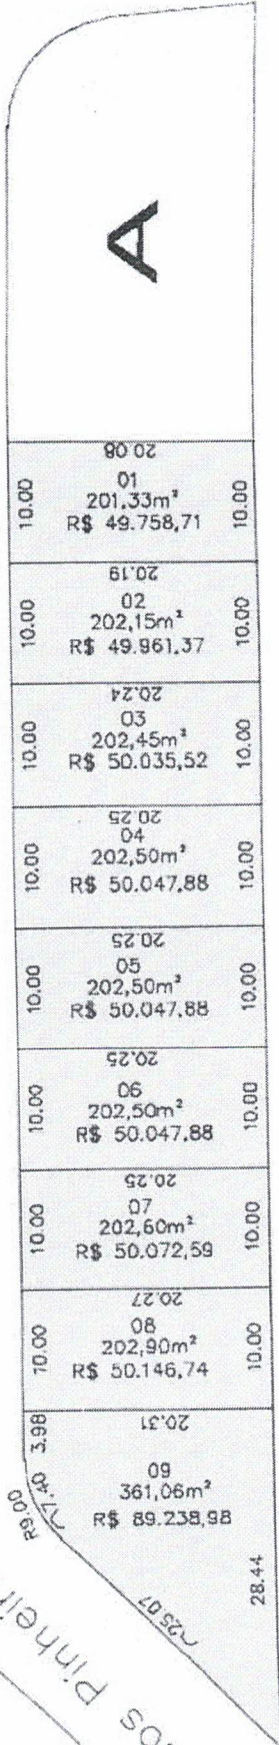 A
20.08
01
201,33m²
R$ 49.758,71
10.00
10.00
20.19
02
202,15m²
R$ 49.961,37
10.00
10.00
20.24
03
202,45m²
R$ 50.035,52
10.00
10.00
20.25
04
202,50m²
R$ 50.047,88
10.00
10.00
20.25
05
202,50m²
R$ 50.047,88
10.00
10.00
20.25
06
202,50m²
R$ 50.047,88
10.00
10.00
20.25
07
202,60m²
R$ 50.072,59
10.00
10.00
20.27
08
202,90m²
R$ 50.146,74
10.00
10.00
20.31
09
361,06m²
R$ 89.238,98
3.98
R9.00
7.40
25.07
28.44
os Pinheir